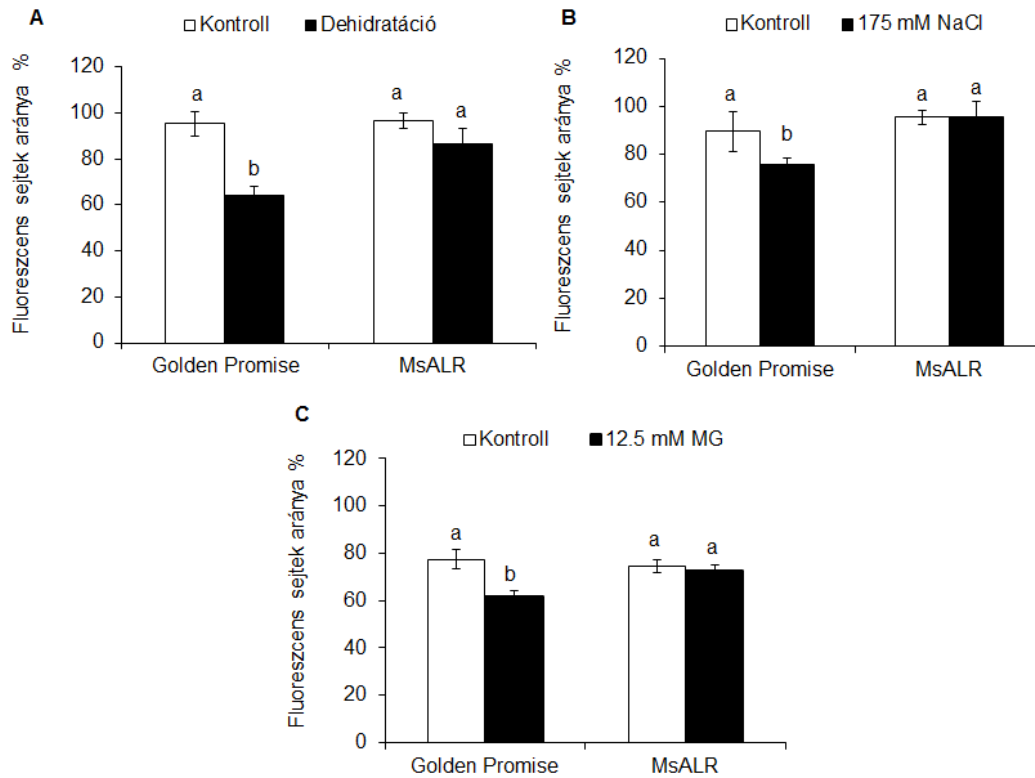 A
Kontroll Dehidratáció
Fluoreszcens sejtek aránya %
120
100
80
60
40
20
0
a
b
a
a
Golden Promise MsALR
B
Kontroll 175 mM NaCl
Fluoreszcens sejtek aránya %
120
100
80
60
40
20
0
a
b
a
a
Golden Promise MsALR
C
Kontroll 12.5 mM MG
Fluoreszcens sejtek aránya %
120
100
80
60
40
20
0
a
b
a
a
Golden Promise MsALR